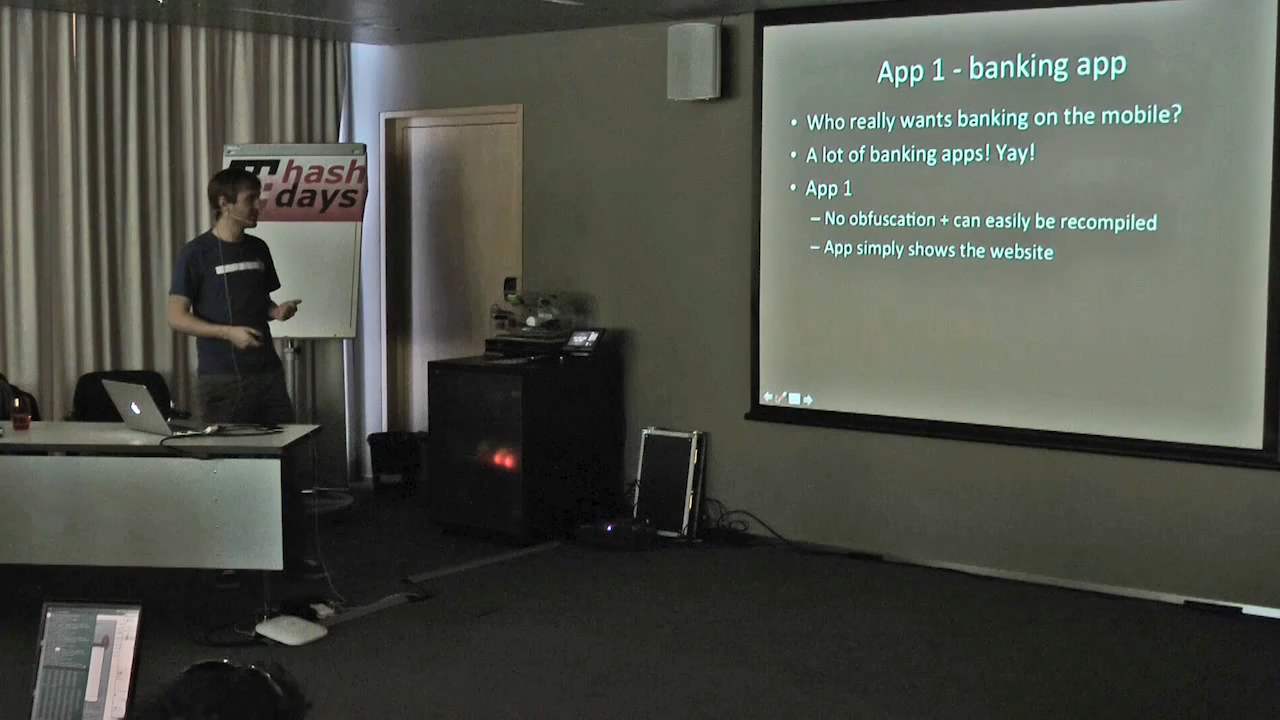 hash
days
App 1 - banking app
• Who really wants banking on the mobile?
• A lot of banking apps! Yay!
• App 1
– No obfuscation + can easily be recompiled
– App simply shows the website